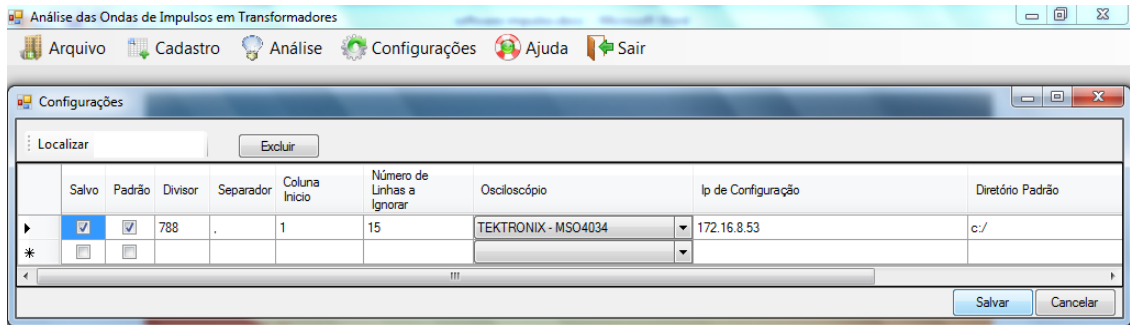 Análise das Ondas de Impulsos em Transformadores
Arquivo Cadastro Análise Configurações Ajuda Sair
Configurações
Localizar Excluir
Salvo Padrão Divisor Separador Coluna Inicio Número de Linhas a Ignorar Osciloscópio Ip de Configuração Diretório Padrão
788 . 1 15 TEKTRONIX - MSO4034 172.16.8.53 c:/
Salvar Cancelar